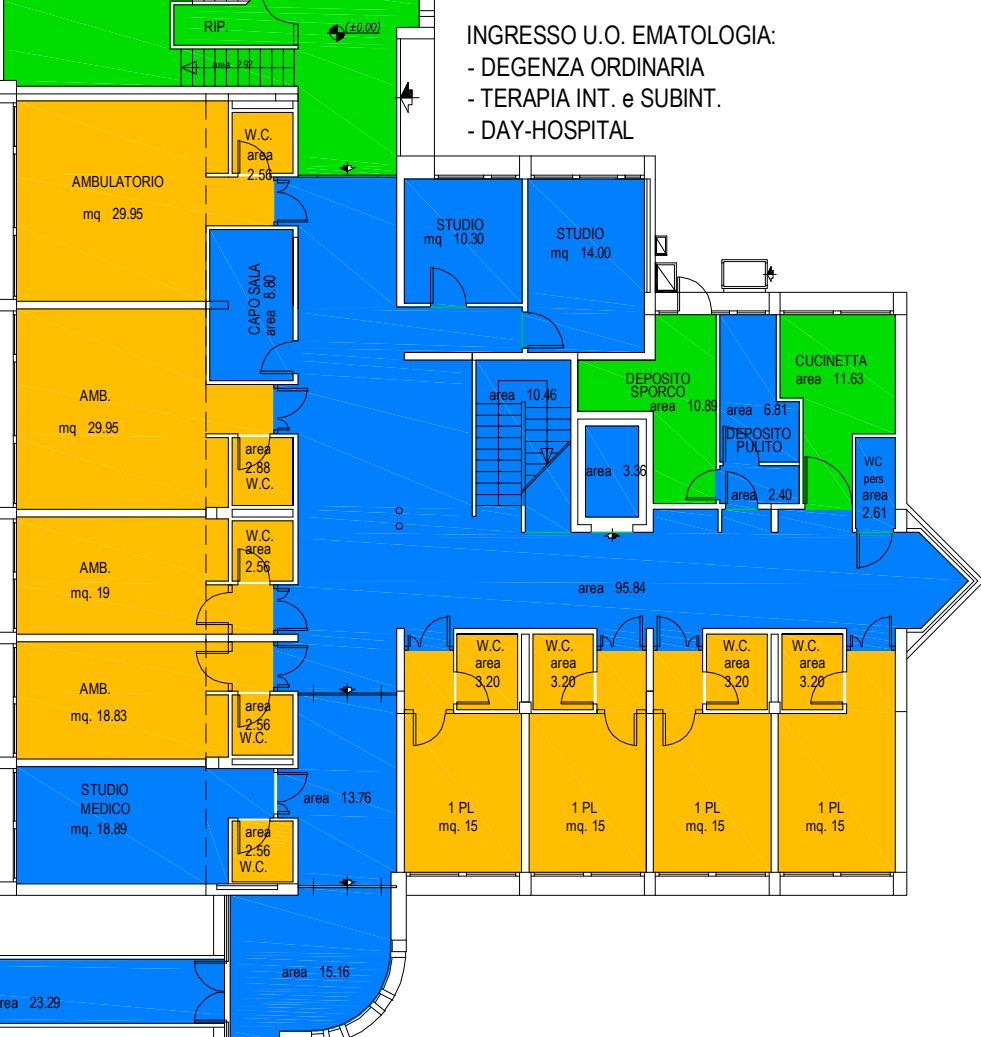 RIP.
(±0.00)
INGRESSO U.O. EMATOLOGIA:
- DEGENZA ORDINARIA
- TERAPIA INT. e SUBINT.
- DAY-HOSPITAL
W.C.
area
2.56
AMBULATORIO
mq 29.95
STUDIO
mq 10.30
STUDIO
mq 14.00
CAPO SALA
area 8.80
AMB.
mq 29.95
area
2.88
W.C.
area 10.46
DEPOSITO
SPORCO
area 10.89
area 6.81
DEPOSITO
PULITO
CUCINETTA
area 11.63
area 3.36
area 2.40
WC
pers
area
2.61
W.C.
area
2.56
AMB.
mq. 19
area 95.84
W.C.
area
3.20
W.C.
area
3.20
W.C.
area
3.20
W.C.
area
3.20
AMB.
mq. 18.83
area
2.56
W.C.
STUDIO
MEDICO
mq. 18.89
area
2.56
W.C.
area 13.76
1 PL
mq. 15
1 PL
mq. 15
1 PL
mq. 15
1 PL
mq. 15
area 15.16
23.29